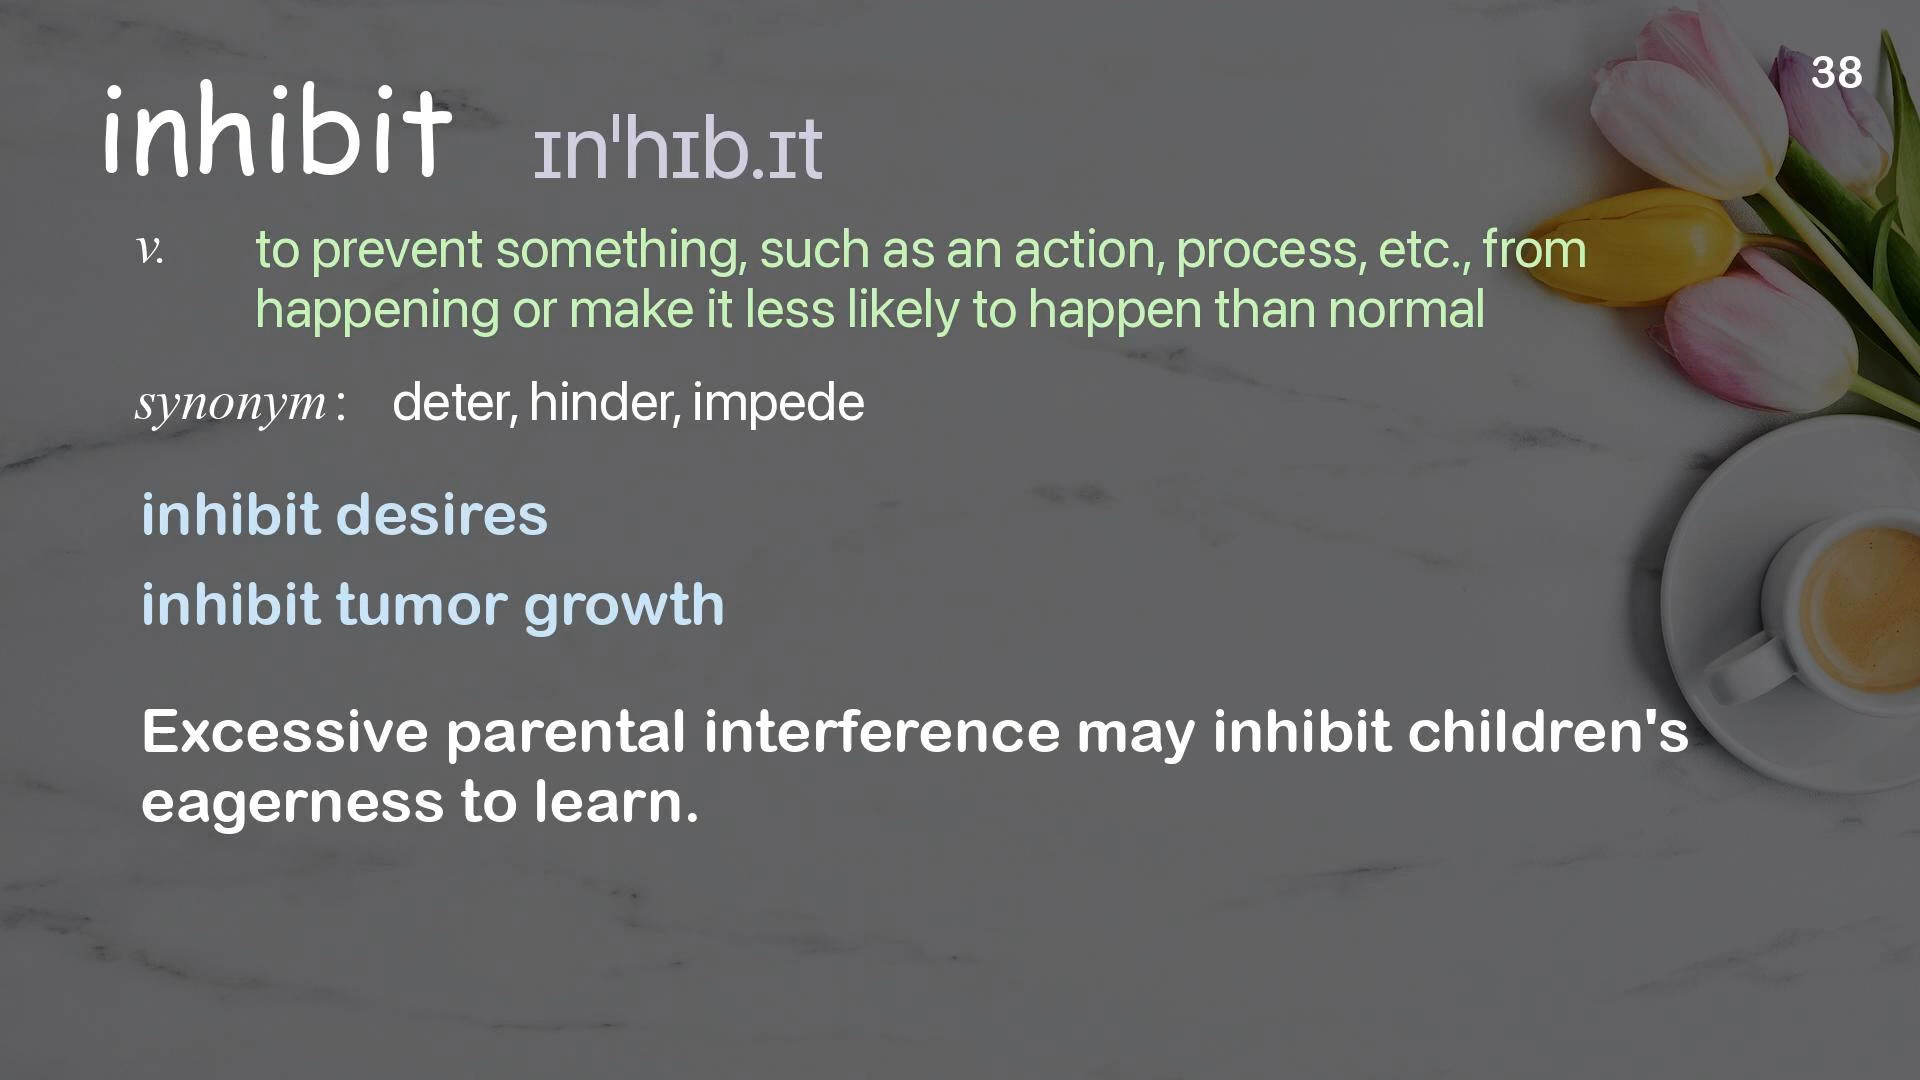 38
inhibit ɪnˈhɪb.ɪt
v. to prevent something, such as an action, process, etc., from
happening or make it less likely to happen than normal
synonym : deter, hinder, impede
inhibit desires
inhibit tumor growth
Excessive parental interference may inhibit children's
eagerness to learn.